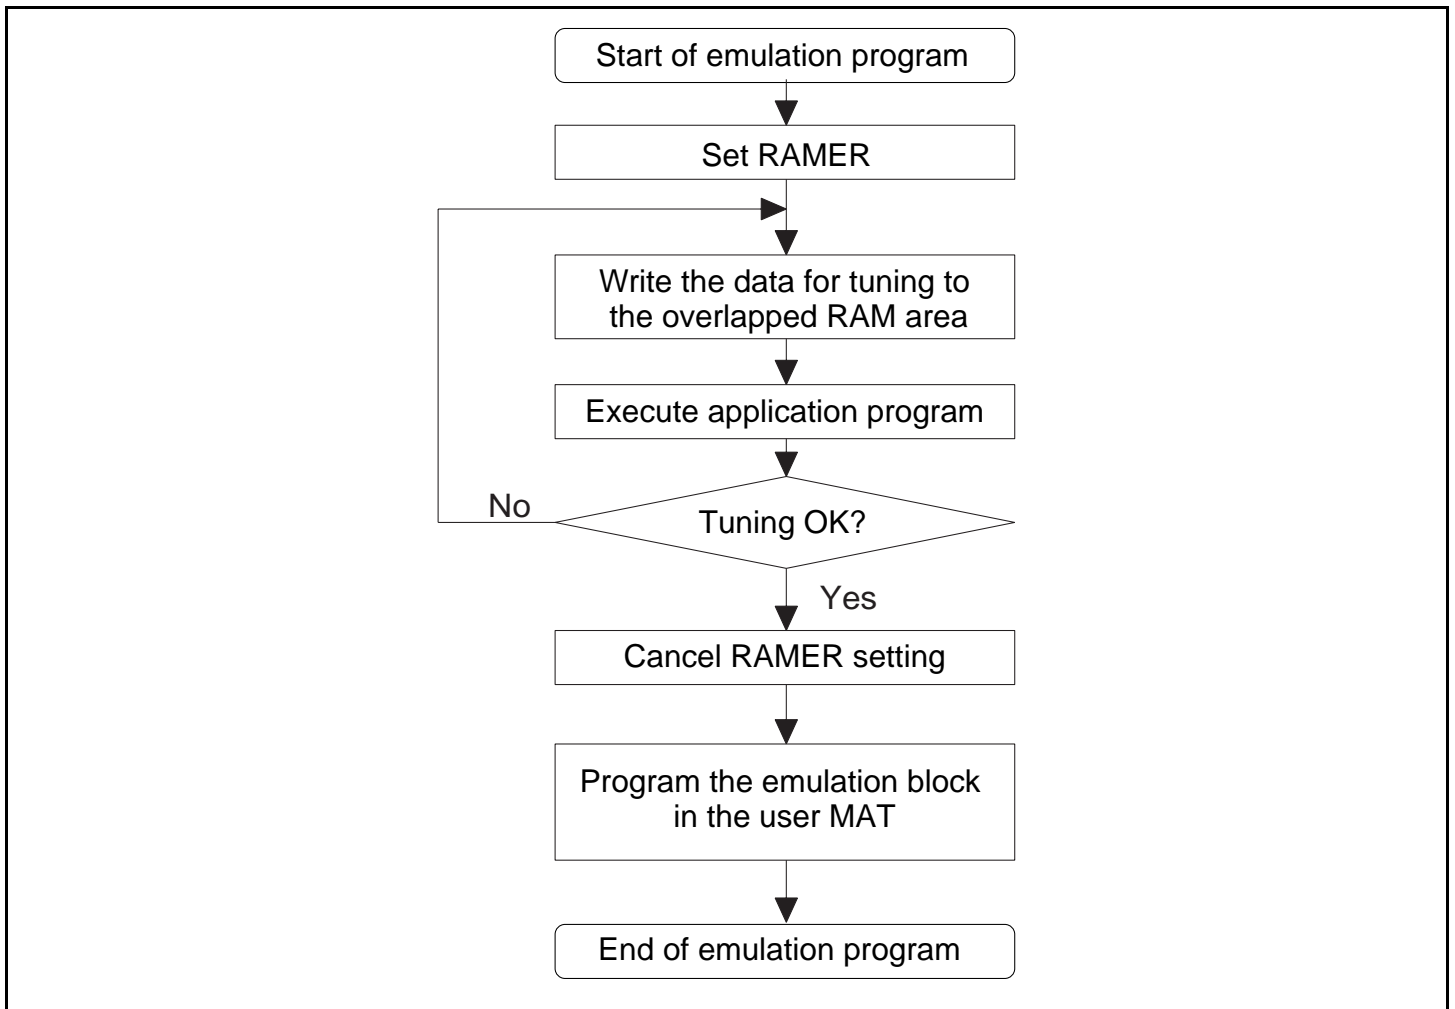 Start of emulation program
Set RAMER
Write the data for tuning to
the overlapped RAM area
Execute application program
Tuning OK?
No
Yes
Cancel RAMER setting
Program the emulation block
in the user MAT
End of emulation program